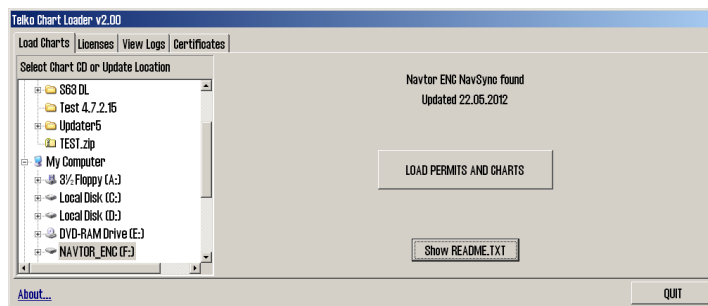 Telko Chart Loader v2.00
Load Charts
Licenses
View Logs
Certificates
Select Chart CD or Update Location
S63 DL
Test 4.7.2.15
Updater5
TEST.zip
My Computer
3½ Floppy (A:)
Local Disk (C:)
Local Disk (D:)
DVD-RAM Drive (E:)
NAVTOR_ENC (F:)
Navtor ENC NavSync found
Updated 22.05.2012
LOAD PERMITS AND CHARTS
Show README.TXT
About...
QUIT